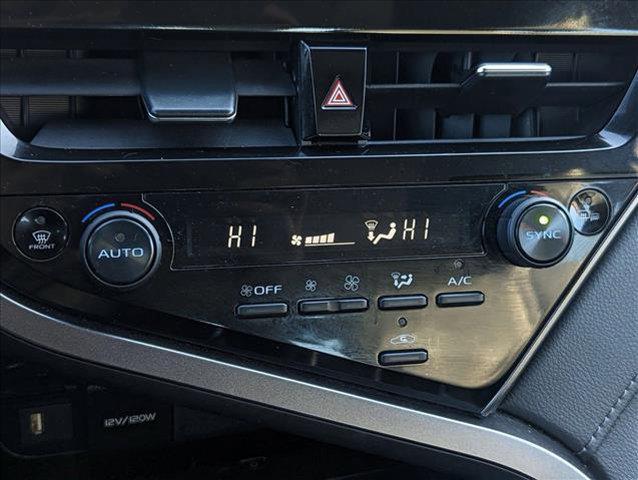 HI
HI
FRONT
AUTO
SYNC
OFF
A/C
12V/120W